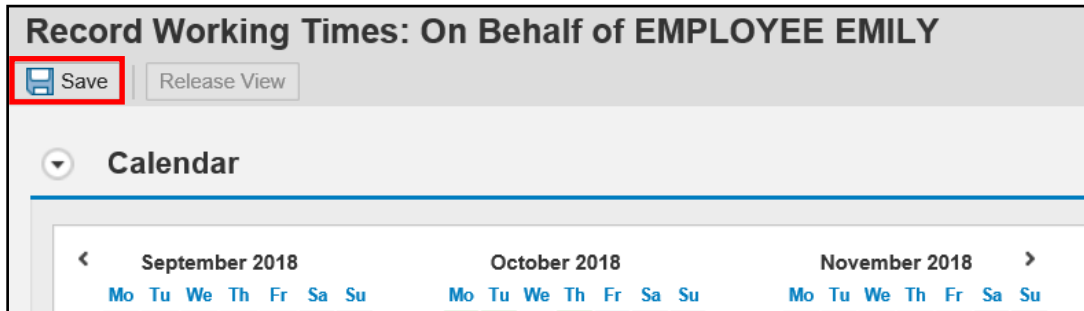 Record Working Times: On Behalf of EMPLOYEE EMILY
Save Release View
Calendar
September 2018 October 2018 November 2018
Mo Tu We Th Fr Sa Su Mo Tu We Th Fr Sa Su Mo Tu We Th Fr Sa Su